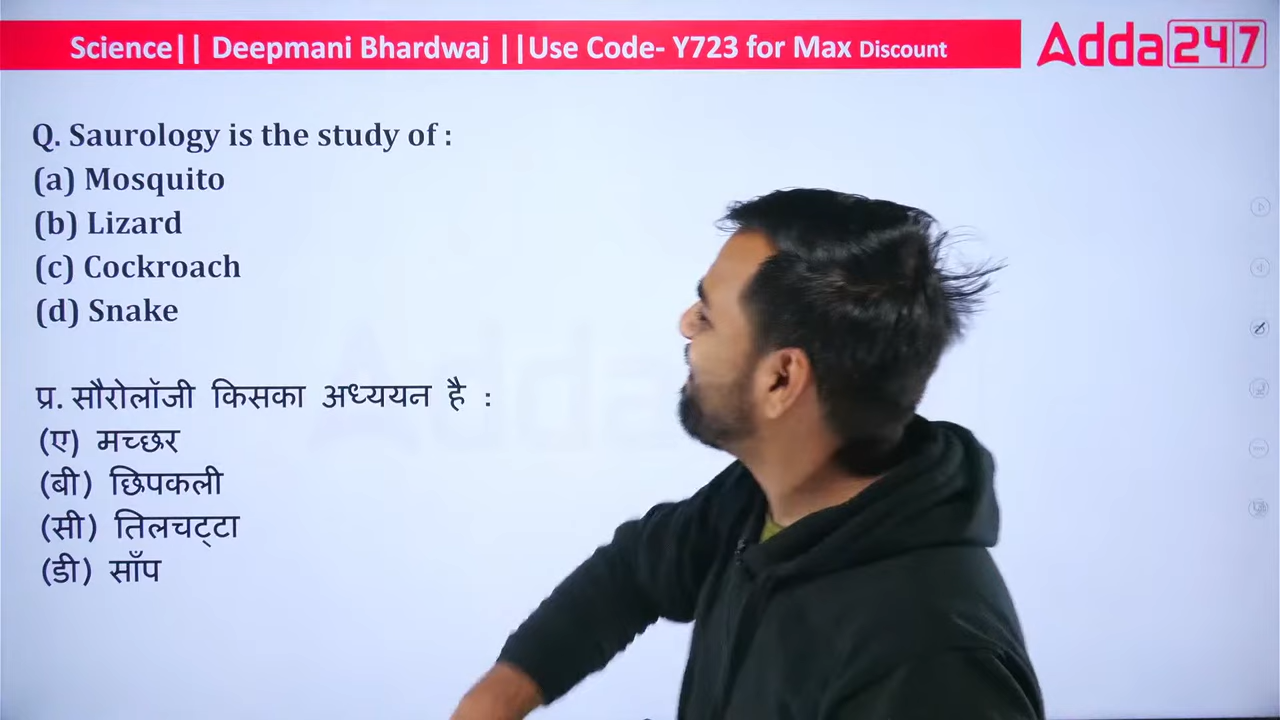 Science|| Deepmani Bhardwaj ||Use Code- Y723 for Max Discount
Adda247
Q. Saurology is the study of :
(a) Mosquito
(b) Lizard
(c) Cockroach
(d) Snake
प्र. सौरोलॉजी किसका अध्ययन है :
(ए) मच्छर
(बी) छिपकली
(सी) तिलचट्टा
(डी) साँप
Adda